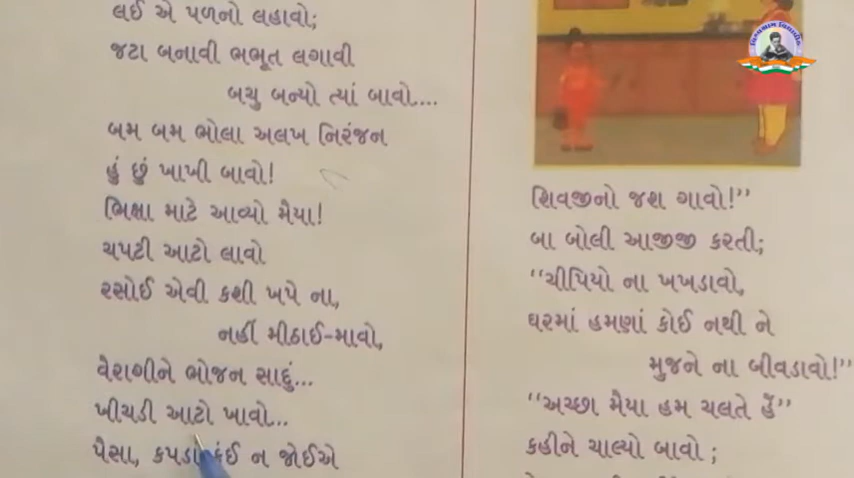 લઈ એ પળનો લહાવો;
જટા બનાવી ભભૂત લગાવી
બચુ બન્યો ત્યાં બાવો....
બમ બમ ભોલા અલખ નિરંજન
હું છું ખાખી બાવો!
ભિક્ષા માટે આવ્યો મૈયા!
ચપટી આટો લાવો
રસોઈ એવી કશી ખપે ના,
નહીં મીઠાઈ-માવો,
વેરાગીને ભોજન સાદું...
ખીચડી આટો ખાવો...
પૈસા, કપડાં કંઈ ન જોઈએ
શિવજીનો જશ ગાવો!"
બા બોલી આજીજી કરતી;
"ચીપિયો ના ખખડાવો,
ઘરમાં હમણાં કોઈ નથી ને
મુજને ના બીવડાવો!"
"અચ્છા મૈયા હમ ચલતે હૈં"
કહીને ચાલ્યો બાવો ;